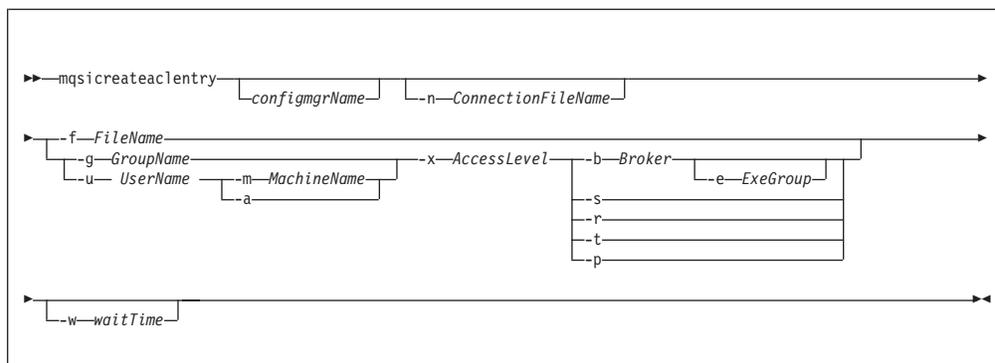 mqsicreateaclentry
configmgrName -n ConnectionFileName
-f FileName
-g GroupName -x AccessLevel -b Broker
-u UserName -m MachineName -e ExeGroup
-a -s
-r
-t
-p
-w waitTime